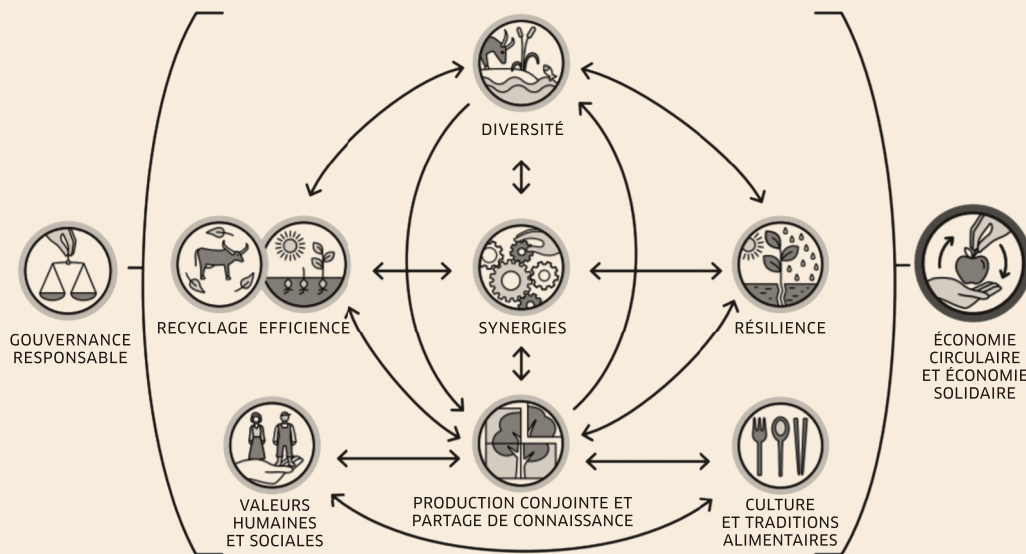 DIVERSITÉ
GOUVERNANCE
RESPONSABLE
RECYCLAGE
EFFICIENCE
SYNERGIES
RÉSILIENCE
ÉCONOMIE
CIRCULAIRE
ET ÉCONOMIE
SOLIDAIRE
VALEURS
HUMAINES
ET SOCIALES
PRODUCTION CONJOINTE ET
PARTAGE DE CONNAISSANCE
CULTURE
ET TRADITIONS
ALIMENTAIRES